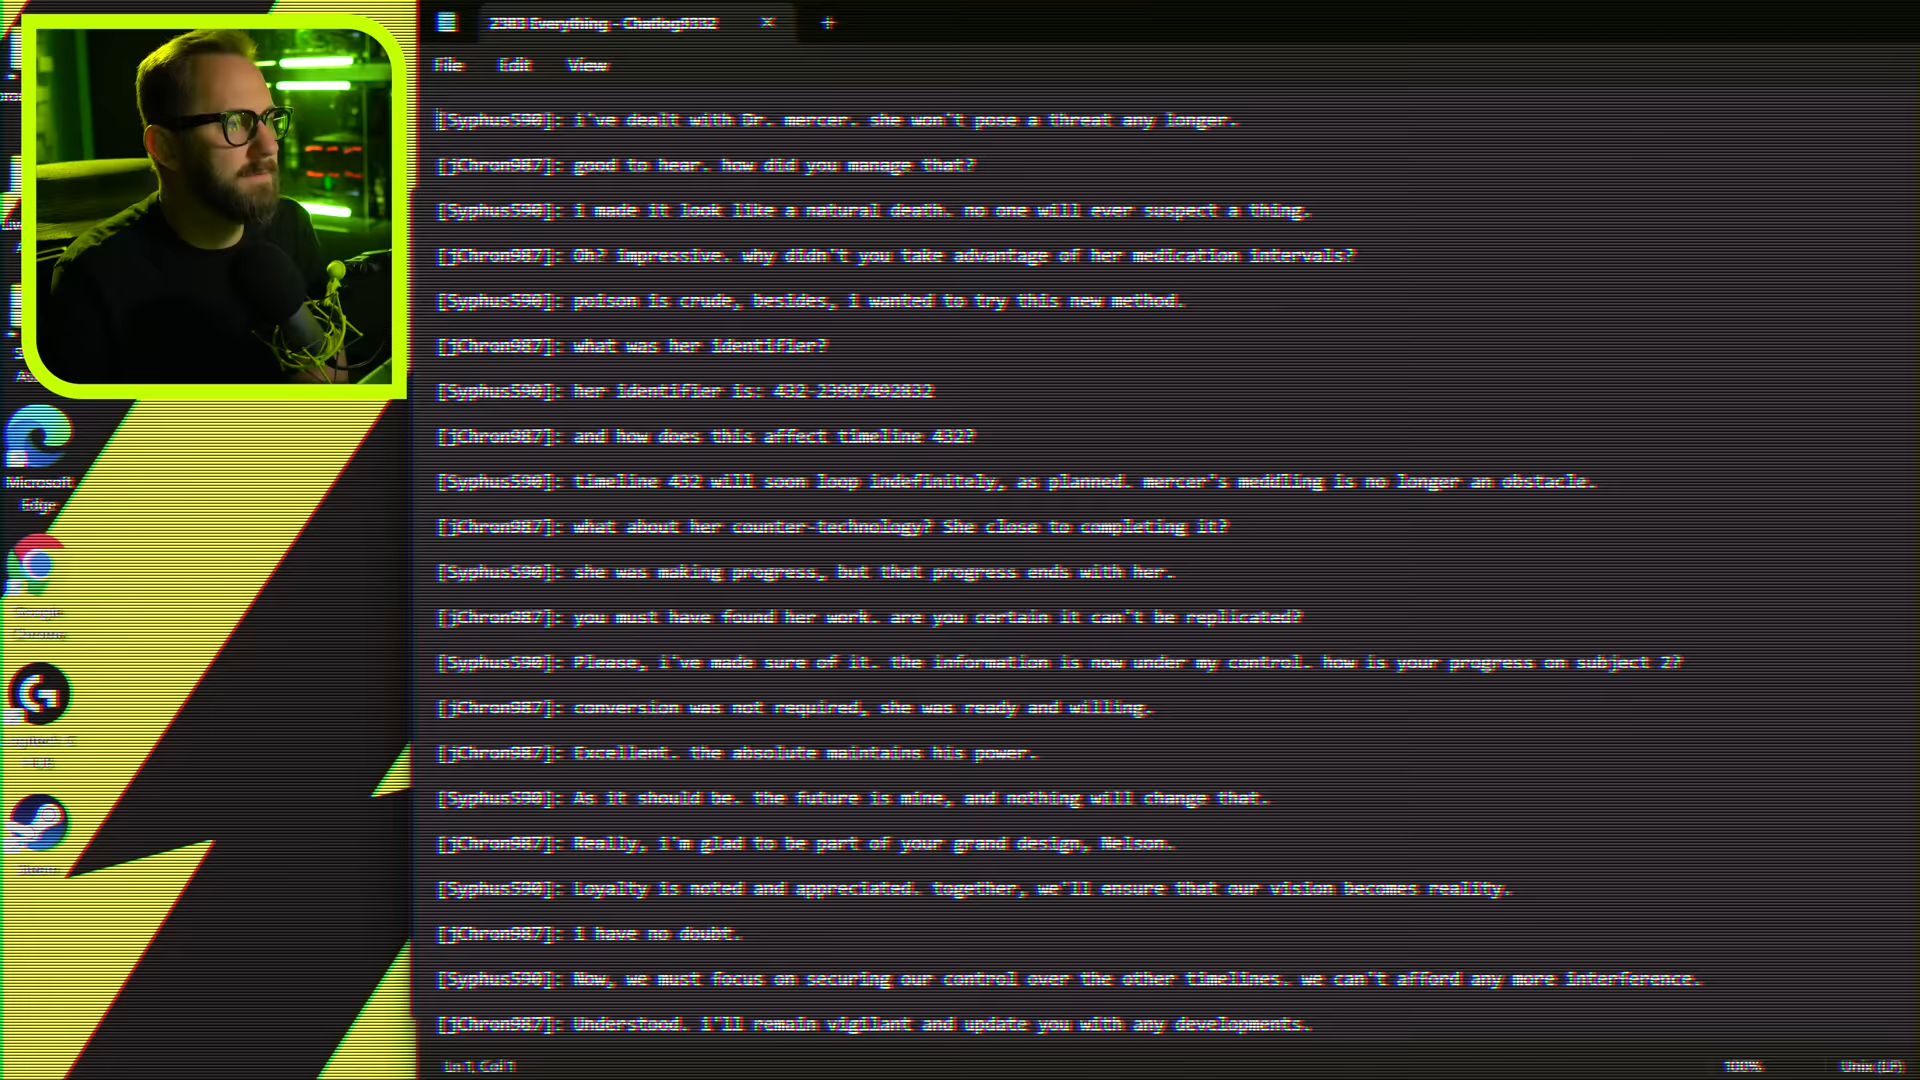 2303 Everything - Chatlog9332
File Edit View
[Syphus590]: i've dealt with Dr. mercer. she won't pose a threat any longer.
[jChron987]: good to hear. how did you manage that?
[Syphus590]: i made it look like a natural death. no one will ever suspect a thing.
[jChron987]: Oh? impressive. why didn't you take advantage of her medication intervals?
[Syphus590]: poison is crude, besides, i wanted to try this new method.
[jChron987]: what was her identifier?
[Syphus590]: her identifier is: 432-23987492832
[jChron987]: and how does this affect timeline 432?
[Syphus590]: timeline 432 will soon loop indefinitely, as planned. mercer's meddling is no longer an obstacle.
[jChron987]: what about her counter-technology? She close to completing it?
[Syphus590]: she was making progress, but that progress ends with her.
[jChron987]: you must have found her work. are you certain it can't be replicated?
[Syphus590]: Please, i've made sure of it. the information is now under my control. how is your progress on subject 2?
[jChron987]: conversion was not required, she was ready and willing.
[jChron987]: Excellent. the absolute maintains his power.
[Syphus590]: As it should be. the future is mine, and nothing will change that.
[jChron987]: Really, i'm glad to be part of your grand design, Nelson.
[Syphus590]: Loyalty is noted and appreciated. together, we'll ensure that our vision becomes reality.
[jChron987]: i have no doubt.
[Syphus590]: Now, we must focus on securing our control over the other timelines. we can't afford any more interference.
[jChron987]: Understood. i'll remain vigilant and update you with any developments.
Ln 1, Col 1
100%
Unix (LF)
Microsoft
Edge
Google
Chrome
Steam